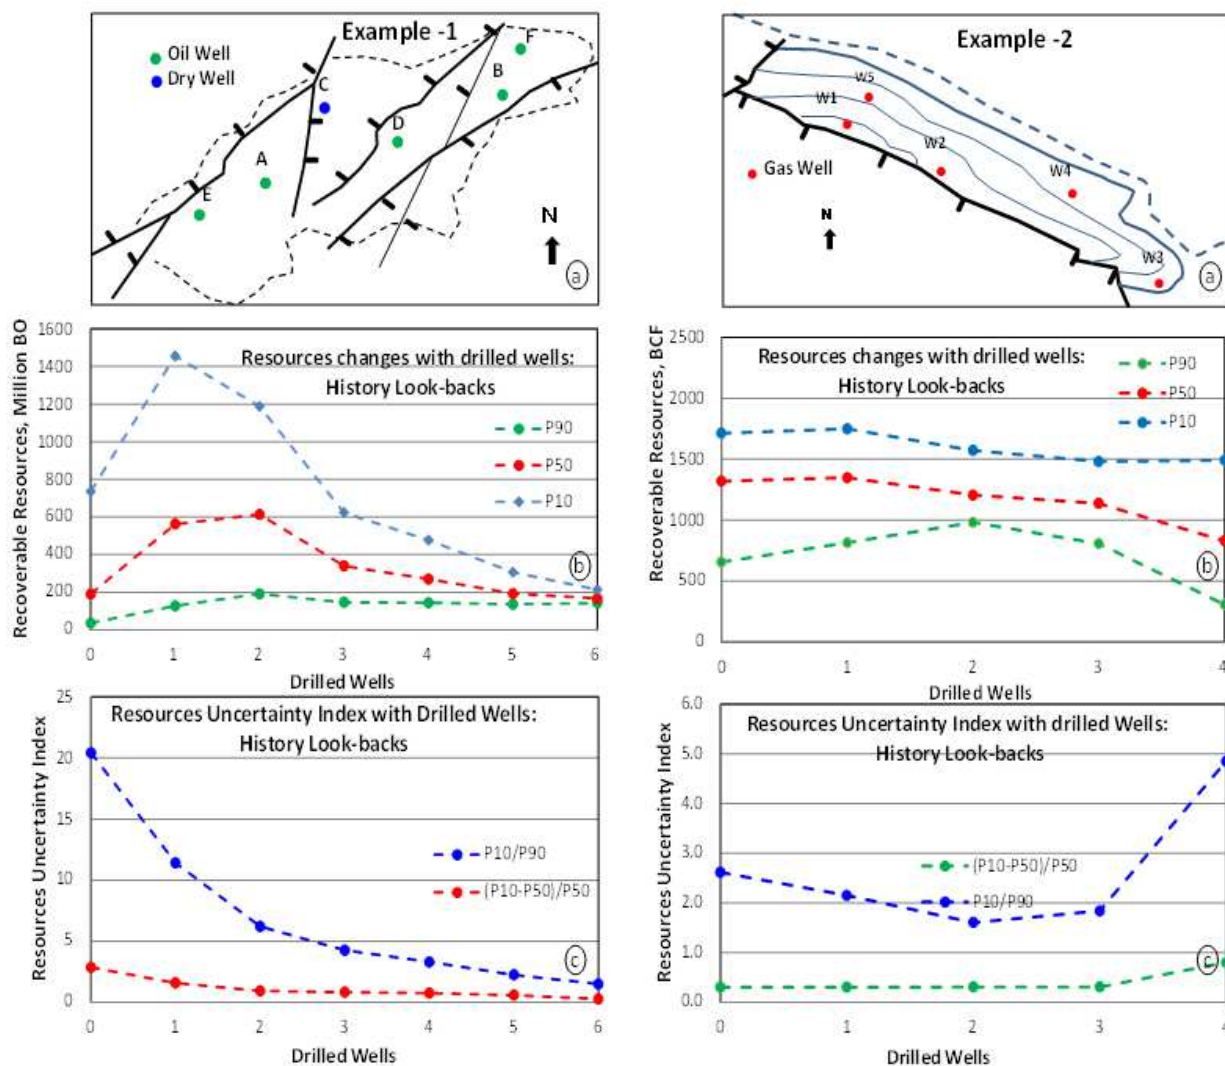 Example -1
Oil Well
Dry Well
F
B
C
D
A
E
N
a
Example -2
W5
W1
W2
W4
W3
Gas Well
N
a
Recoverable Resources, Million BO
1600
1400
1200
1000
800
600
400
200
0
Resources changes with drilled wells:
History Look-backs
P90
P50
P10
b
0 1 2 3 4 5 6
Drilled Wells
Recoverable Resources, BCF
2500
2000
1500
1000
500
0
Resources changes with drilled wells:
History Look-backs
P90
P50
P10
b
0 1 2 3 4
Drilled Wells
Resources Uncertainty Index
25
20
15
10
5
0
Resources Uncertainty Index with Drilled Wells:
History Look-backs
P10/P90
(P10-P50)/P50
c
0 1 2 3 4 5 6
Drilled Wells
Resources Uncertainty Index
6.0
5.0
4.0
3.0
2.0
1.0
0.0
Resources Uncertainty Index with drilled Wells:
History Look-backs
(P10-P50)/P50
P10/P90
c
0 1 2 3 4
Drilled Wells